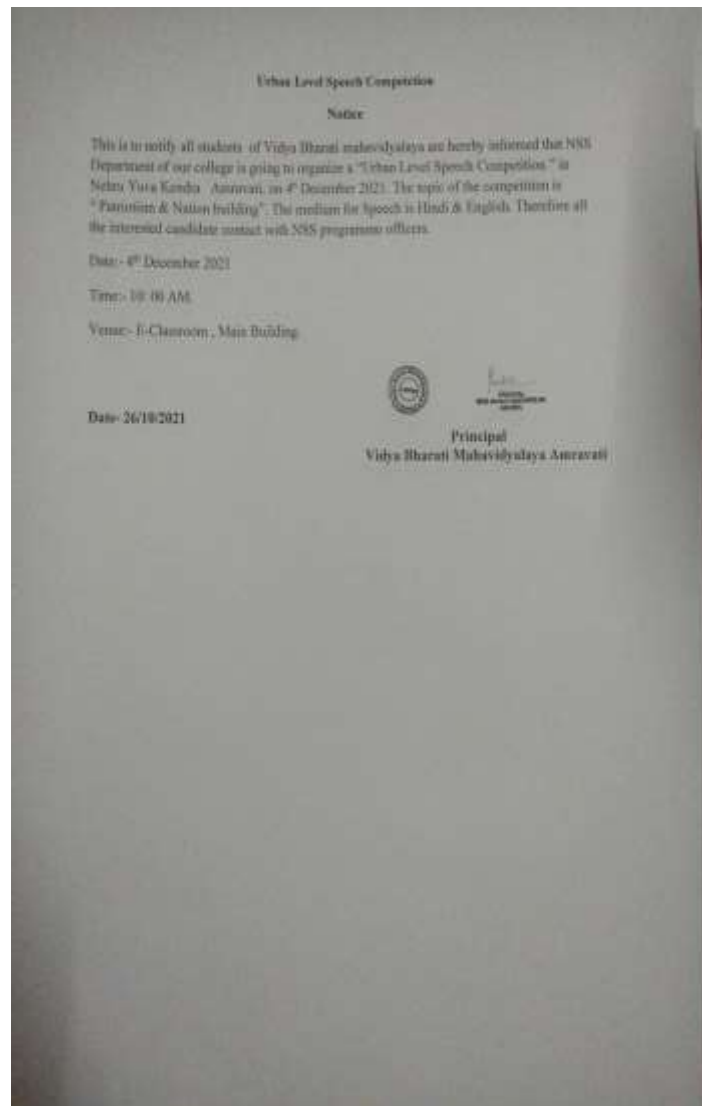 Urban Level Speech Competetion
Notice
This is to notify all students of Vidya Bharati mahavidyalaya are hereby informed that NSS
Department of our college is going to organize a "Urban Level Speech Competition " in
Nehru Yuva Kendra Amravati, on 4th December 2021. The topic of the competition is
" Patriotism & Nation building". The medium for Speech is Hindi & English. Therefore all
the interested candidate contact with NSS programme officers.
Date:- 4th December 2021
Time:- 10: 00 AM.
Venue:- E-Classroom , Main Building.
Date- 26/10/2021
Principal
Vidya Bharati Mahavidyalaya Amravati